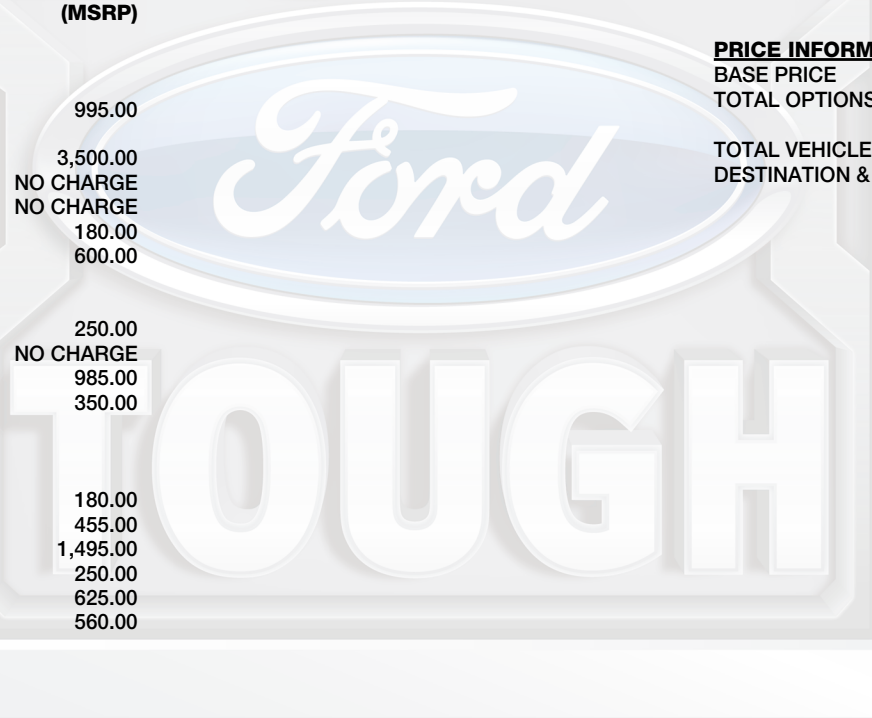 (MSRP)
995.00
3,500.00
NO CHARGE
NO CHARGE
180.00
600.00
250.00
NO CHARGE
985.00
350.00
180.00
455.00
1,495.00
250.00
625.00
560.00
PRICE INFORM
BASE PRICE
TOTAL OPTIONS
TOTAL VEHICLE
DESTINATION &
Ford
TOUGH